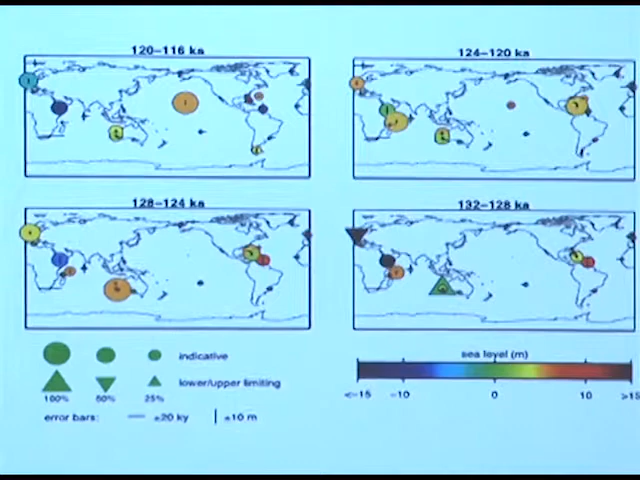 120–116 ka
124–120 ka
128–124 ka
132–128 ka
indicative
lower/upper limiting
100% 50% 25%
error bars: ±20 ky ±10 m
sea level (m)
<–15 –10 0 10 >15